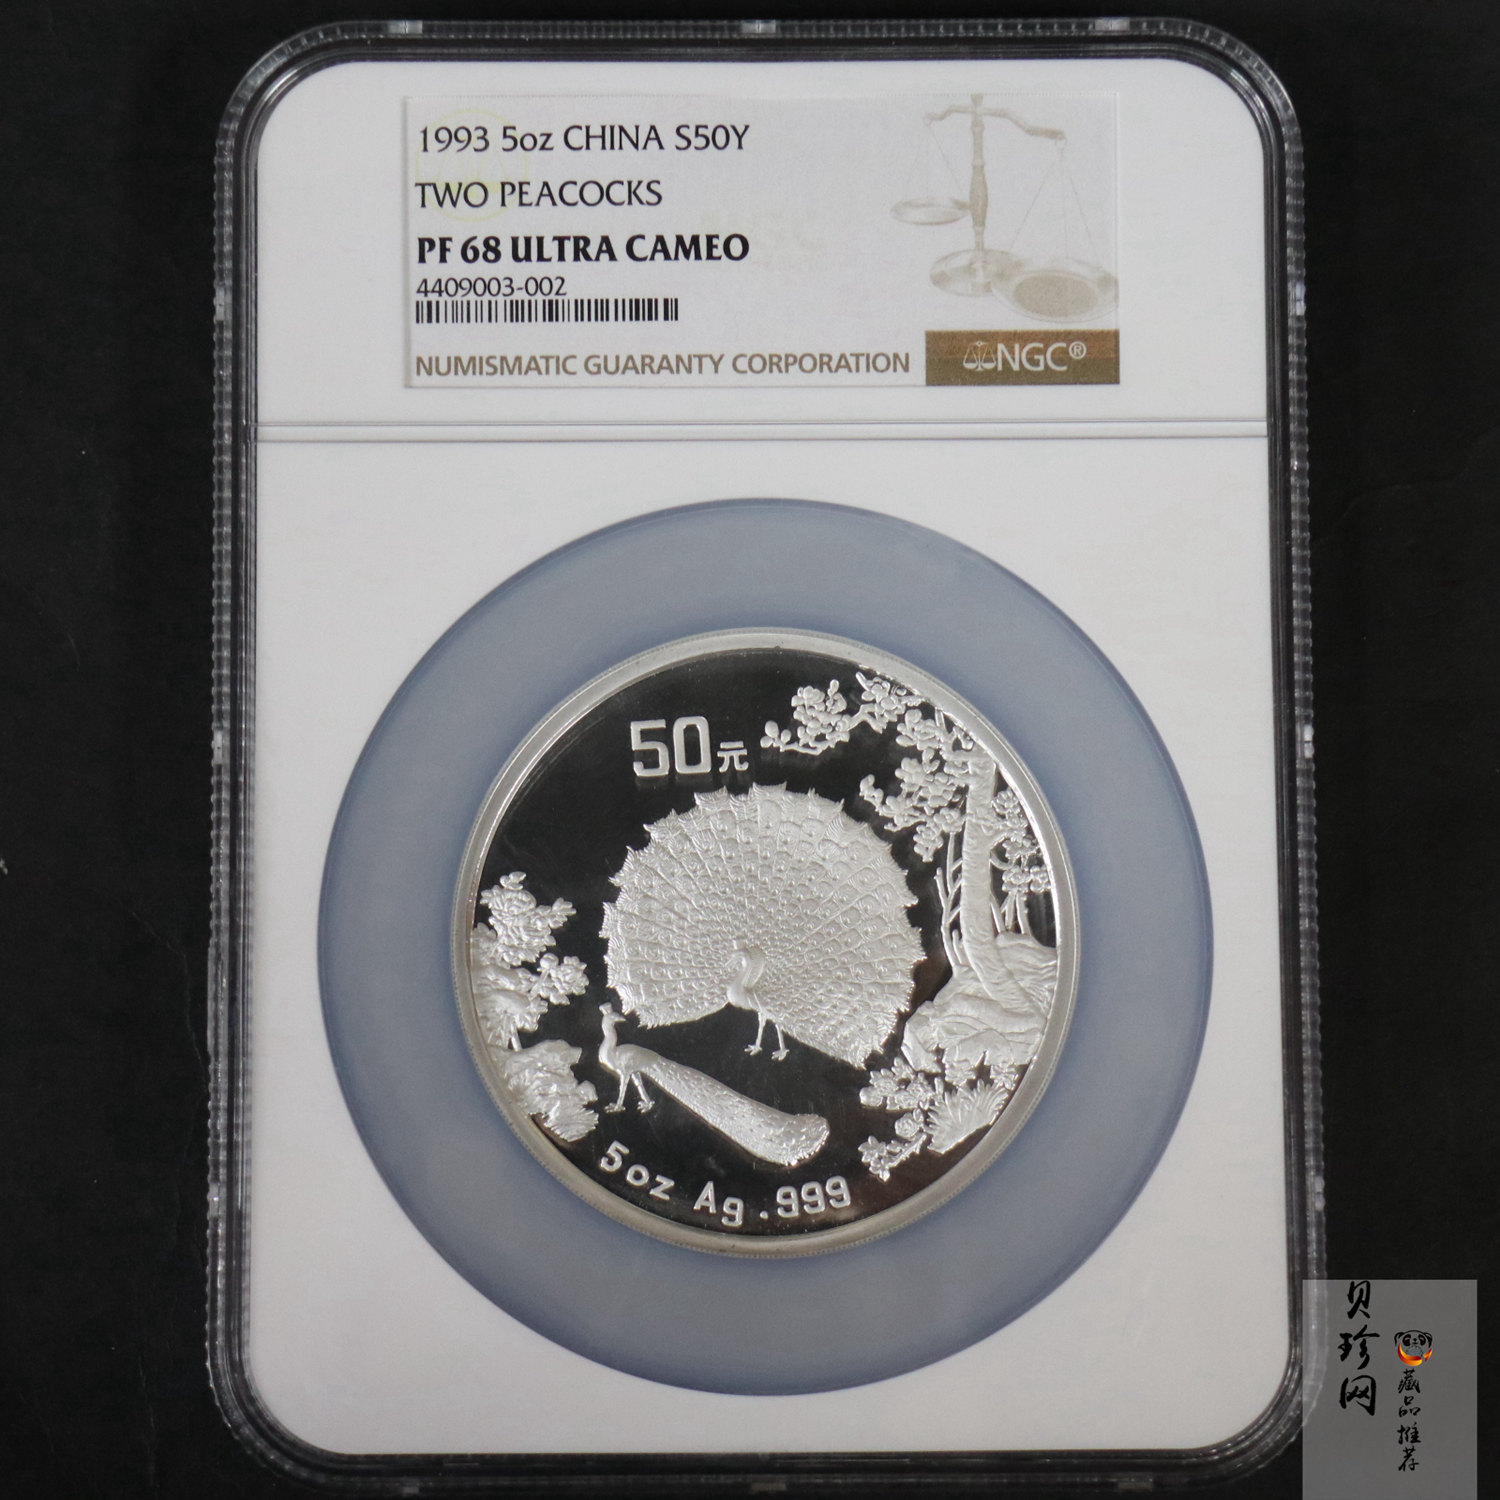 1993 5oz CHINA S50Y
TWO PEACOCKS
PF 68 ULTRA CAMEO
4409003-002
NUMISMATIC GUARANTY CORPORATION
NGC®
50元
5oz Ag .999
贝珍网
藏品推荐